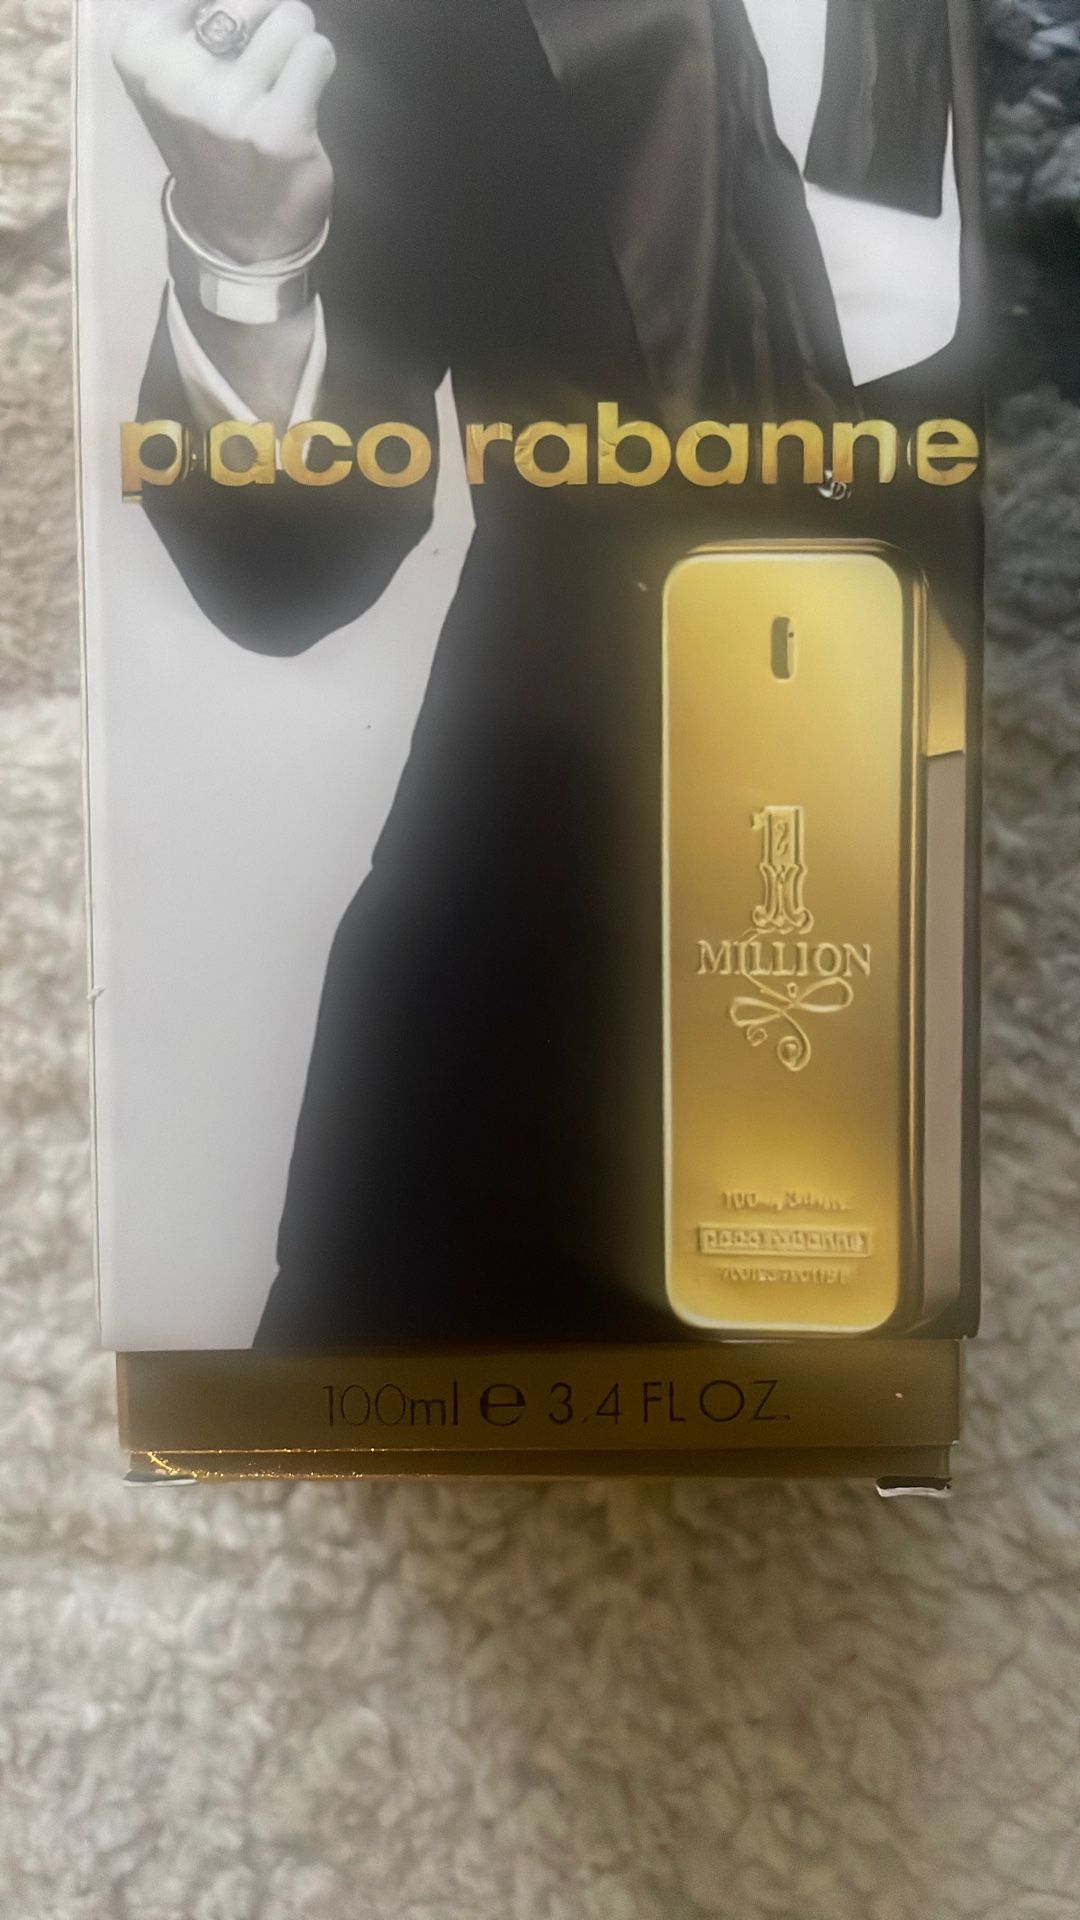 paco rabanne
1
MILLION
100ml e 3.4 FL OZ.